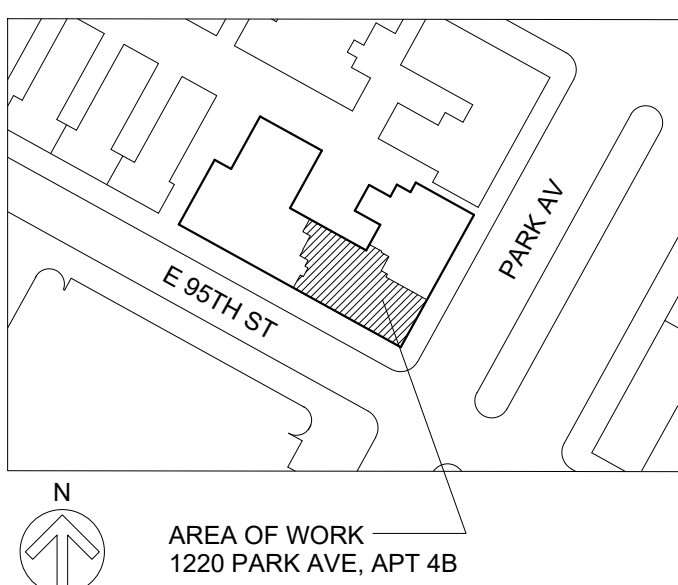 PARK AV
E 95TH ST
N
AREA OF WORK
1220 PARK AVE, APT 4B